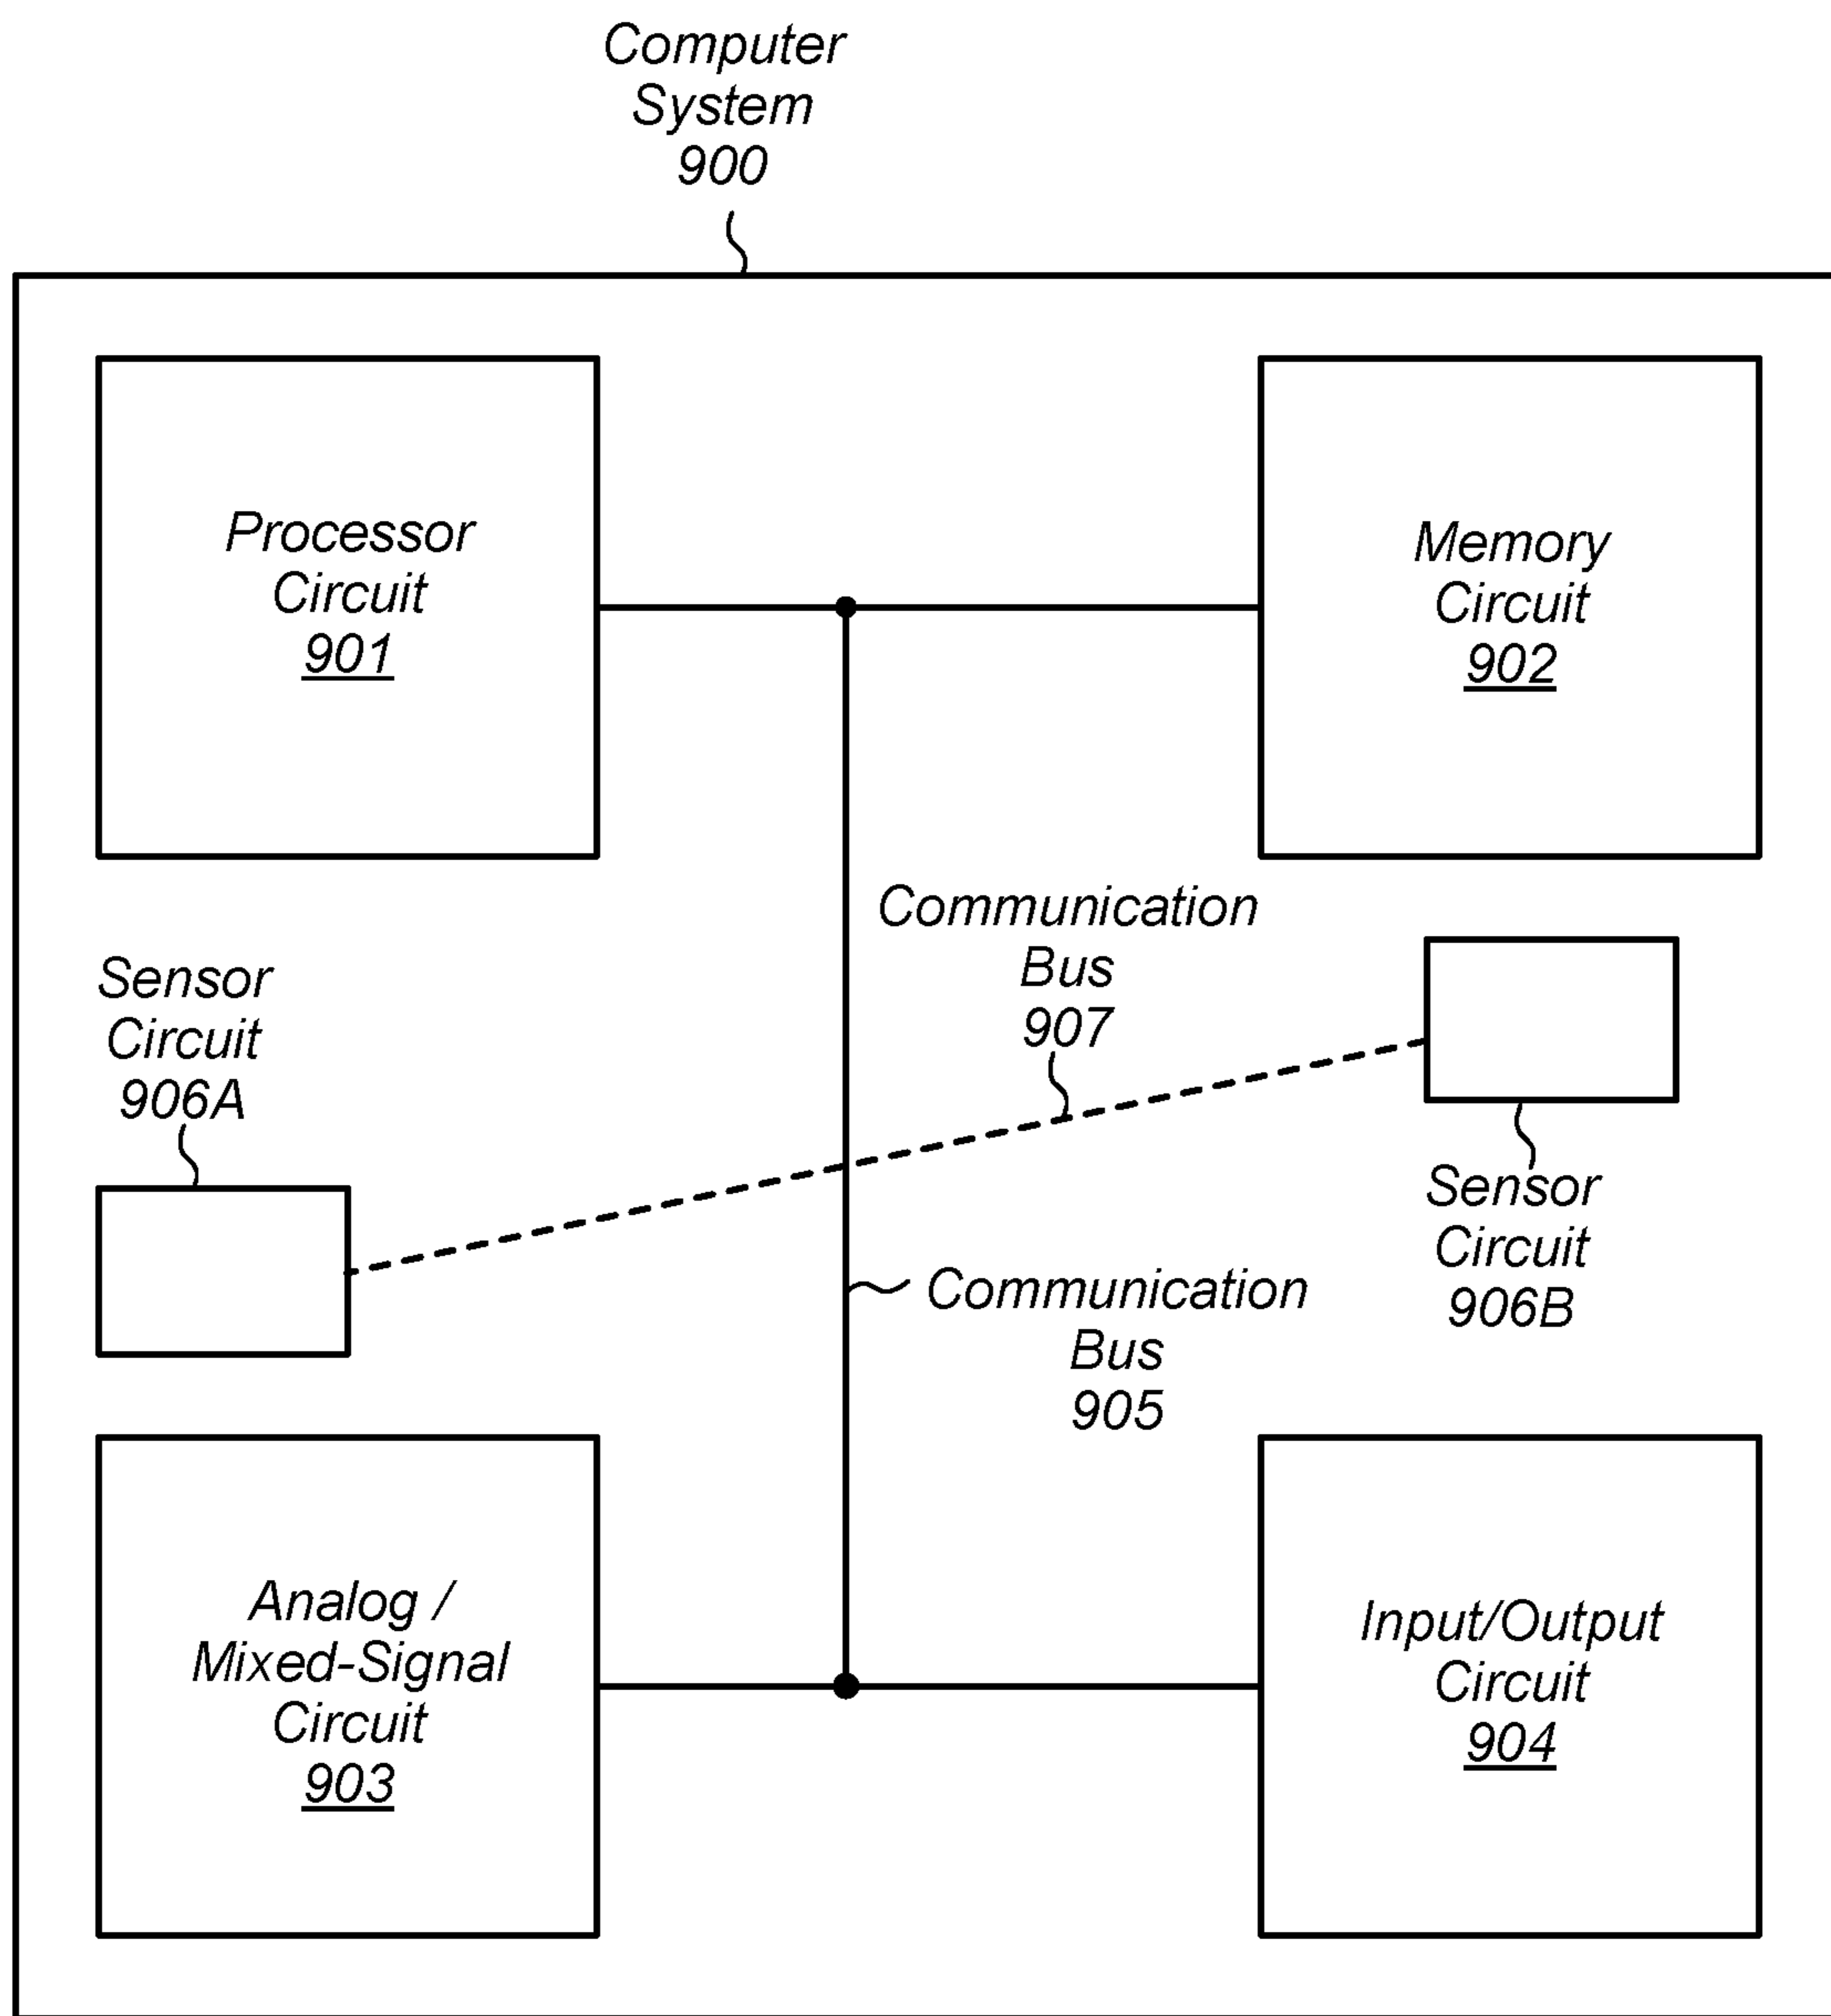 Computer
System
900
Processor
Circuit
901
Memory
Circuit
902
Communication
Bus
907
Sensor
Circuit
906A
Sensor
Circuit
906B
Communication
Bus
905
Analog /
Mixed-Signal
Circuit
903
Input/Output
Circuit
904